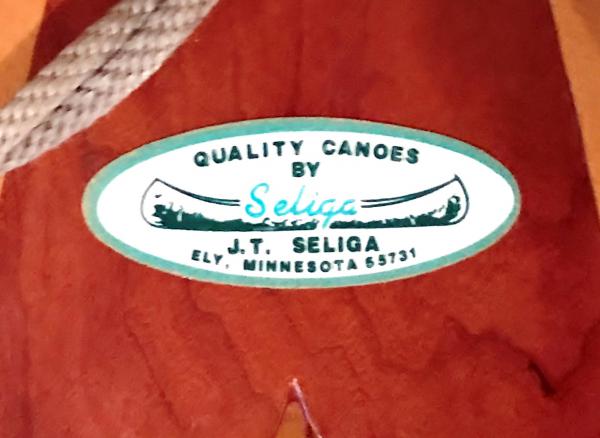 QUALITY CANOES
BY
Seliga
J.T. SELIGA
ELY, MINNESOTA 55731